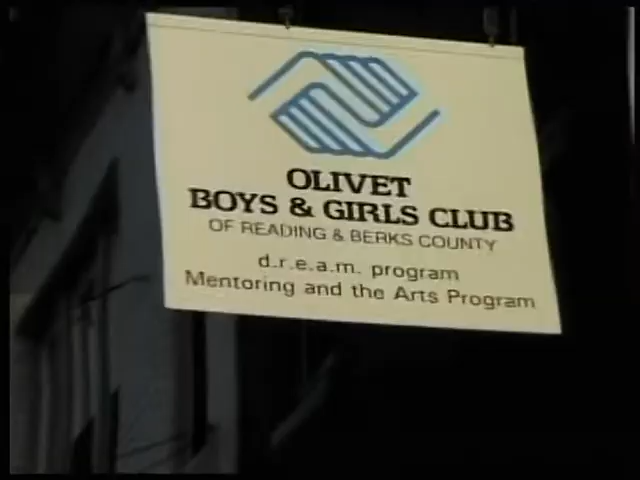 OLIVET
BOYS & GIRLS CLUB
OF READING & BERKS COUNTY
d.r.e.a.m. program
Mentoring and the Arts Program